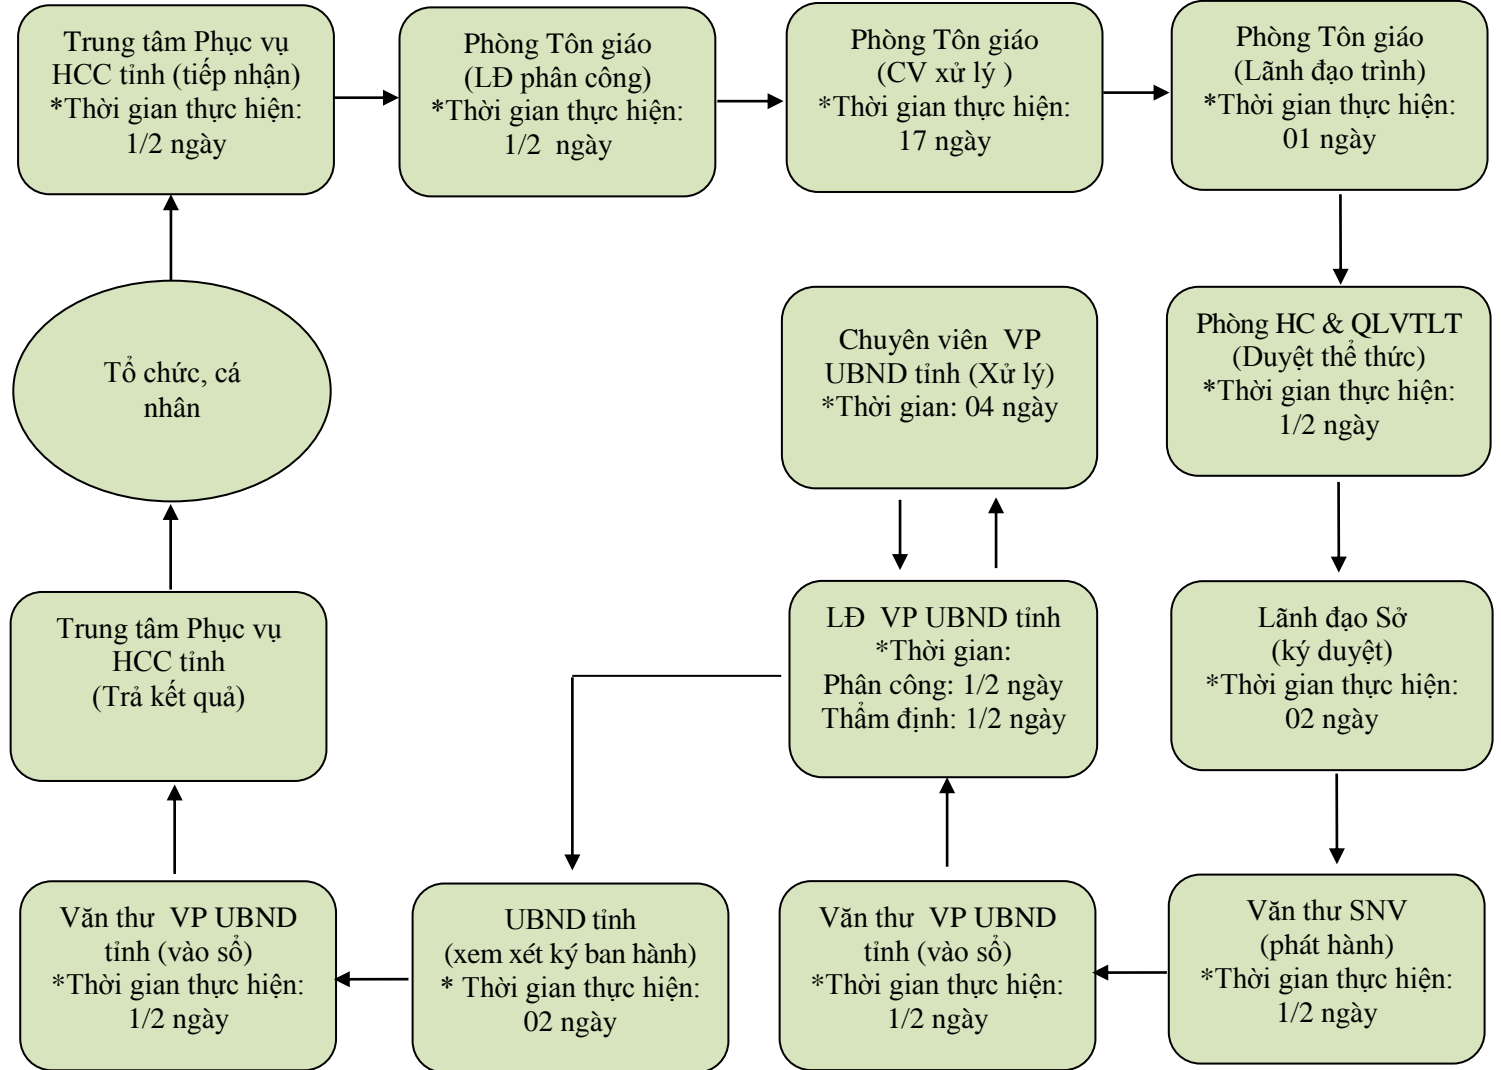 Trung tâm Phục vụ
HCC tỉnh (tiếp nhận)
*Thời gian thực hiện:
1/2 ngày
Phòng Tôn giáo
(LĐ phân công)
*Thời gian thực hiện:
1/2 ngày
Phòng Tôn giáo
(CV xử lý )
*Thời gian thực hiện:
17 ngày
Phòng Tôn giáo
(Lãnh đạo trình)
*Thời gian thực hiện:
01 ngày
Phòng HC & QLVTLT
(Duyệt thể thức)
*Thời gian thực hiện:
1/2 ngày
Lãnh đạo Sở
(ký duyệt)
*Thời gian thực hiện:
02 ngày
Văn thư SNV
(phát hành)
*Thời gian thực hiện:
1/2 ngày
Văn thư VP UBND
tỉnh (vào sổ)
*Thời gian thực hiện:
1/2 ngày
LĐ VP UBND tỉnh
*Thời gian:
Phân công: 1/2 ngày
Thẩm định: 1/2 ngày
Chuyên viên VP
UBND tỉnh (Xử lý)
*Thời gian: 04 ngày
UBND tỉnh
(xem xét ký ban hành)
* Thời gian thực hiện:
02 ngày
Văn thư VP UBND
tỉnh (vào sổ)
*Thời gian thực hiện:
1/2 ngày
Trung tâm Phục vụ
HCC tỉnh
(Trả kết quả)
Tổ chức, cá
nhân